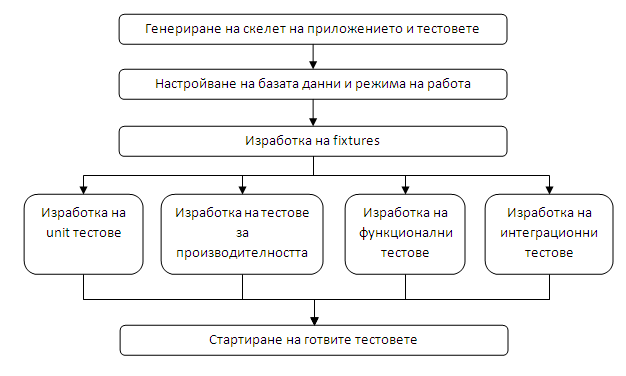 Генериране на скелет на приложението и тестовете
Настройване на базата данни и режима на работа
Изработка на fixtures
Изработка на
unit тестове
Изработка на тестове
за
производителността
Изработка на
функционални
тестове
Изработка на
интеграционни
тестове
Стартиране на готвите тестовете